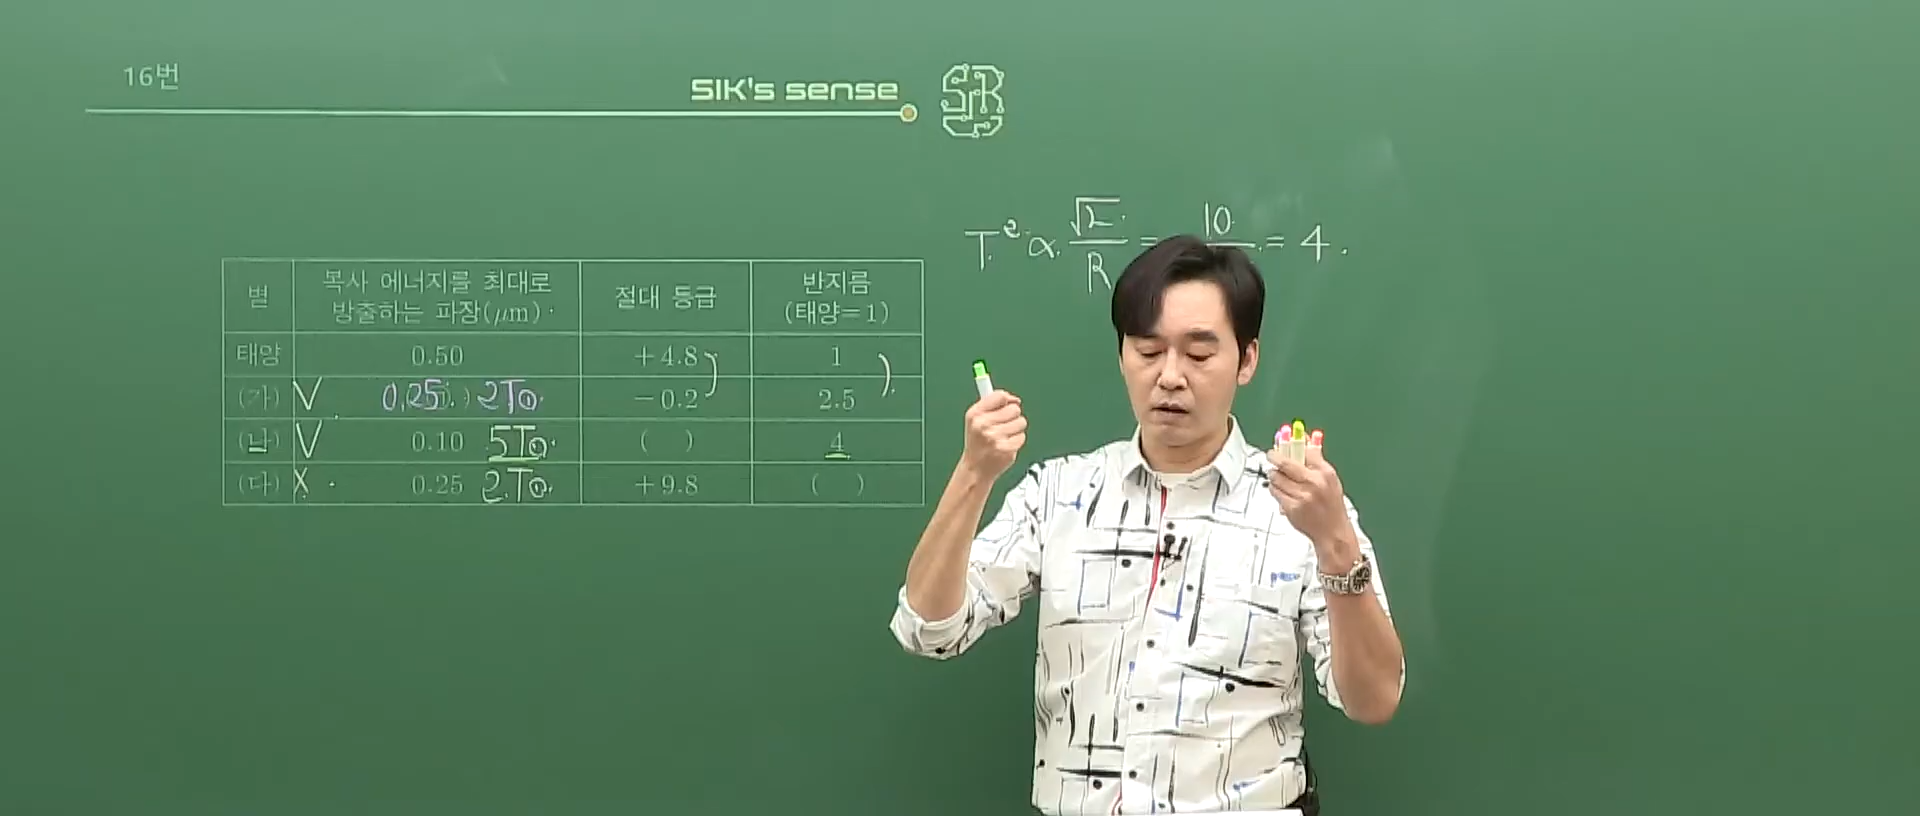 16번
SIK's sense
SIK
T² ∝ √L / R = 10 = 4
별 | 복사 에너지를 최대로 방출하는 파장(μm) | 절대 등급 | 반지름 (태양=1)
태양 | 0.50 | +4.8 | 1
(가) V | 0.25 ) 2T⊙ | −0.2 | 2.5
(나) V | 0.10 5T⊙ | ( ) | 4
(다) X | 0.25 2T⊙ | +9.8 | ( )